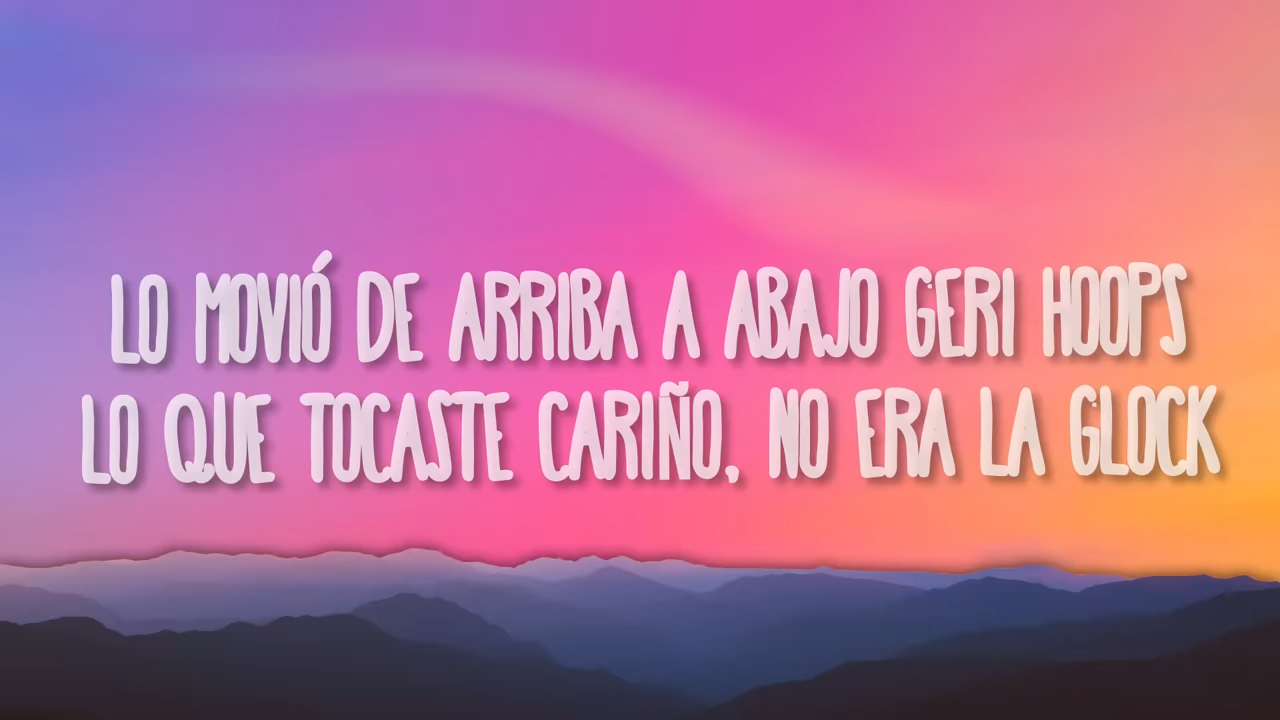 LO MOVIÓ DE ARRIBA A ABAJO GERI HOOPS
LO QUE TOCASTE CARIÑO, NO ERA LA GLOCK